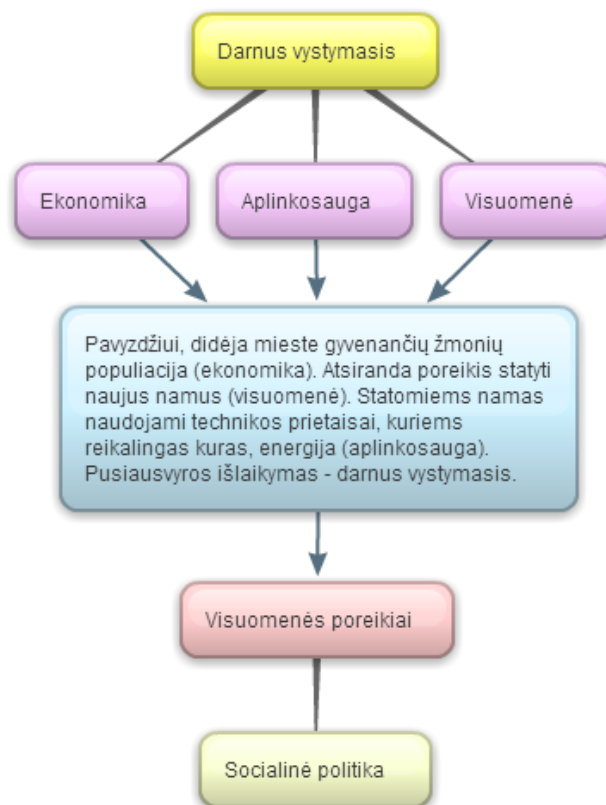 Darnus vystymasis
Ekonomika
Aplinkosauga
Visuomenė
Pavyzdžiui, didėja mieste gyvenančių žmonių
populiacija (ekonomika). Atsiranda poreikis statyti
naujus namus (visuomenė). Statomiems namas
naudojami technikos prietaisai, kuriems
reikalingas kuras, energija (aplinkosauga).
Pusiausvyros išlaikymas - darnus vystymasis.
Visuomenės poreikiai
Socialinė politika